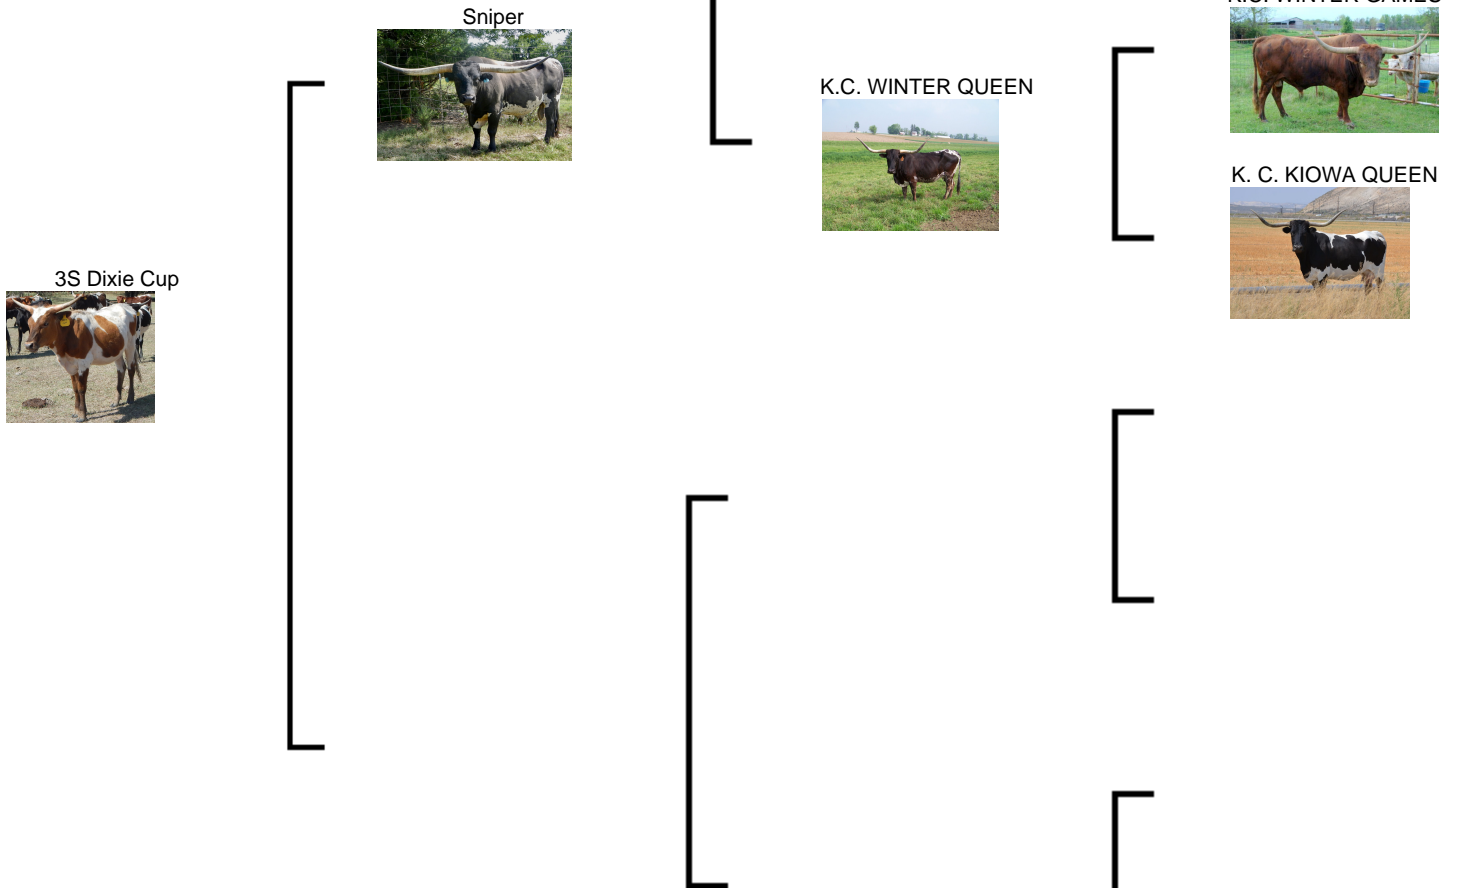 Sniper
K.C. WINTER QUEEN
K. C. KIOWA QUEEN
3S Dixie Cup